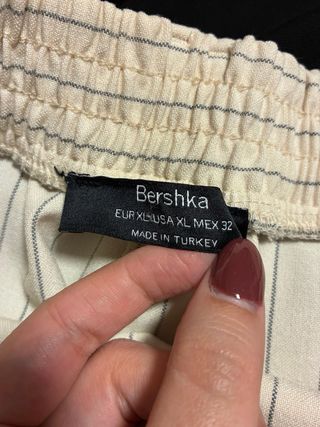 Bershka
EUR XL USA XL MEX 32
MADE IN TURKEY